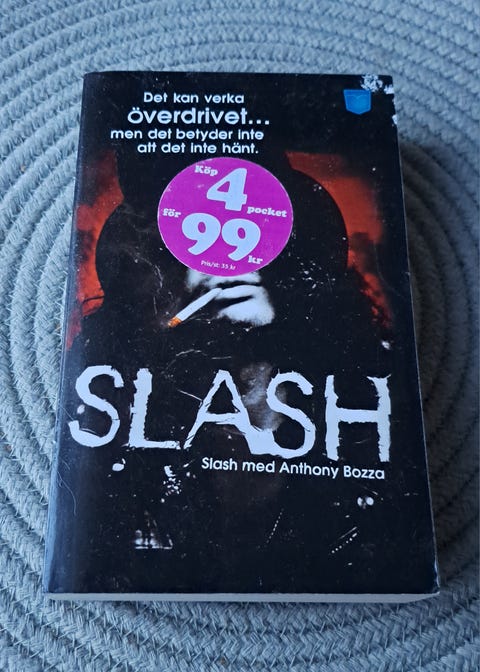 Det kan verka
överdrivet...
men det betyder inte
att det inte hänt.
Köp
4
pocket
för
99
kr
Pris/st: 35 kr
SLASH
Slash med Anthony Bozza